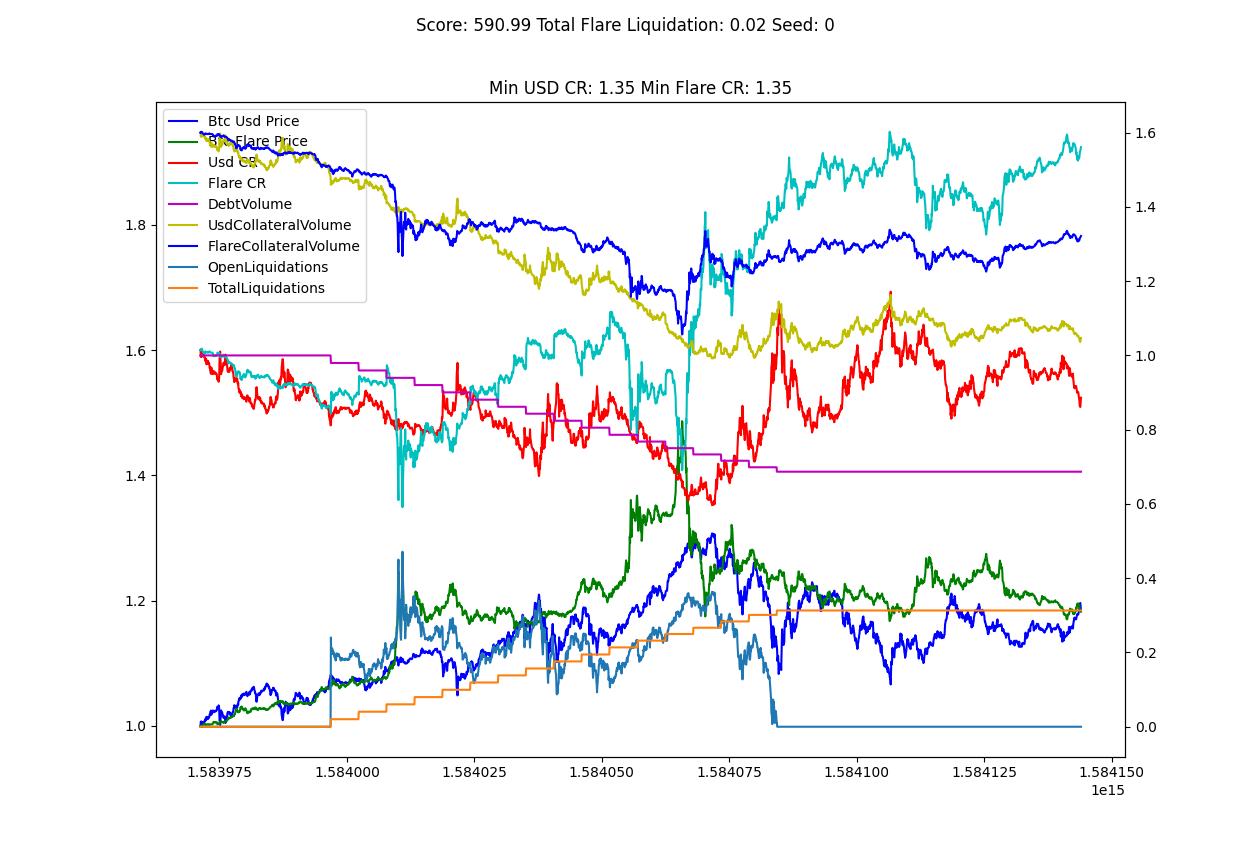 Score: 590.99 Total Flare Liquidation: 0.02 Seed: 0
Min USD CR: 1.35 Min Flare CR: 1.35
Btc Usd Price
Btc Flare Price
Usd CR
Flare CR
DebtVolume
UsdCollateralVolume
FlareCollateralVolume
OpenLiquidations
TotalLiquidations
1.8
1.6
1.4
1.2
1.0
1.6
1.4
1.2
1.0
0.8
0.6
0.4
0.2
0.0
1.583975 1.584000 1.584025 1.584050 1.584075 1.584100 1.584125 1.584150
1e15